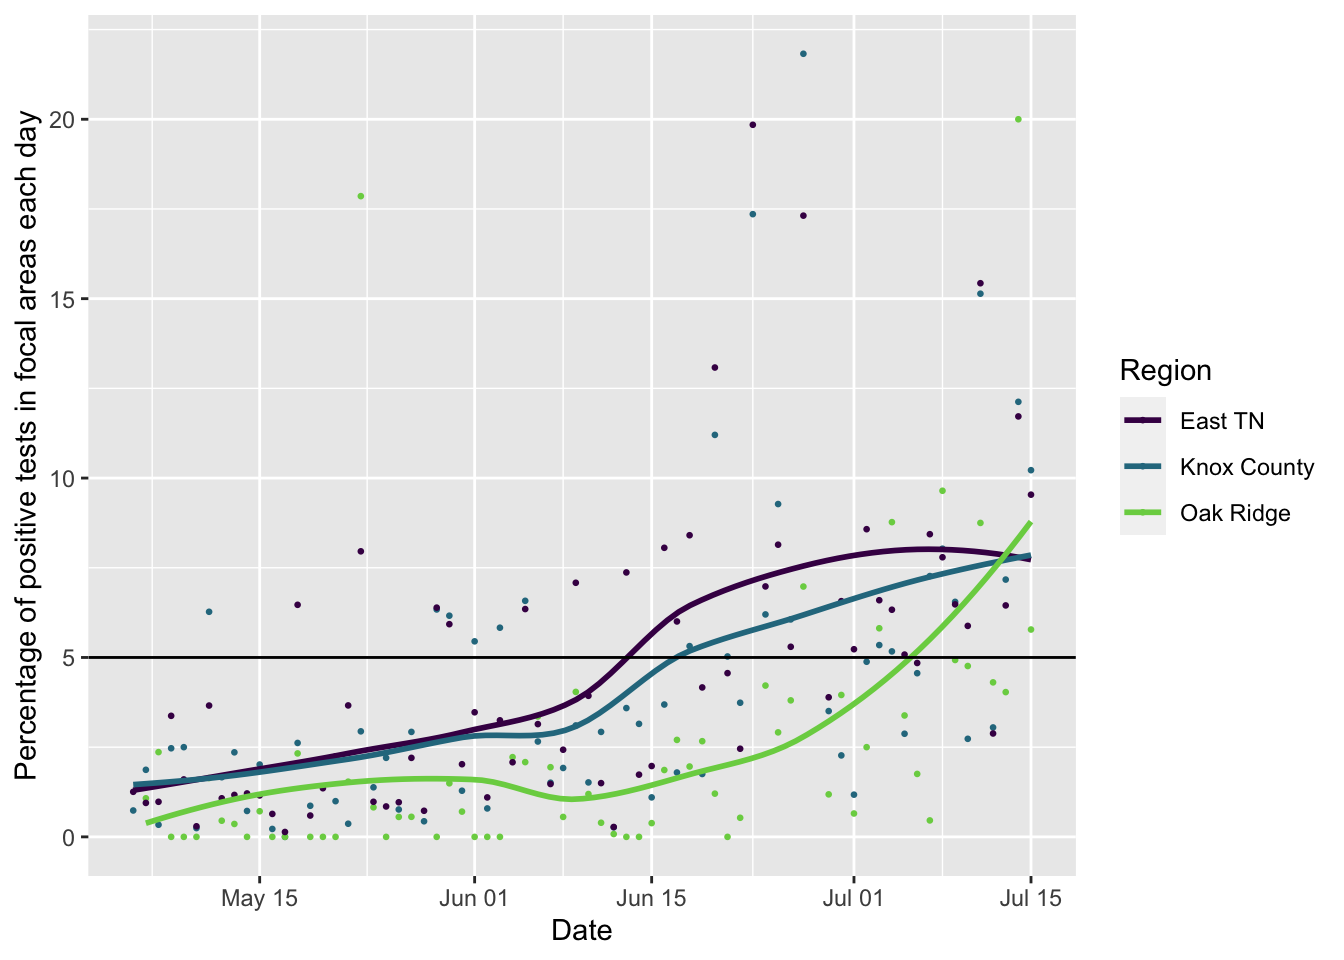 Percentage of positive tests in focal areas each day
20
15
10
5
0
May 15
Jun 01
Jun 15
Jul 01
Jul 15
Date
Region
East TN
Knox County
Oak Ridge